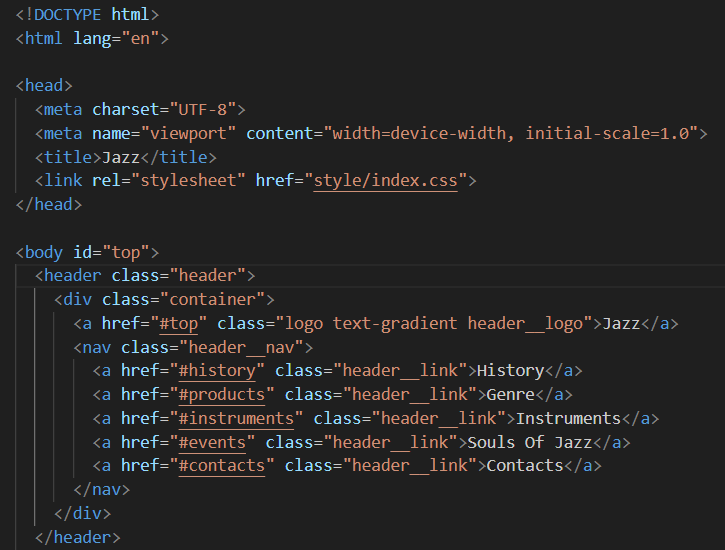 <!DOCTYPE html>
<html lang="en">
<head>
<meta charset="UTF-8">
<meta name="viewport" content="width=device-width, initial-scale=1.0">
<title>Jazz</title>
<link rel="stylesheet" href="style/index.css">
</head>
<body id="top">
<header class="header">
<div class="container">
<a href="#top" class="logo text-gradient header__logo">Jazz</a>
<nav class="header__nav">
<a href="#history" class="header__link">History</a>
<a href="#products" class="header__link">Genre</a>
<a href="#instruments" class="header__link">Instruments</a>
<a href="#events" class="header__link">Souls Of Jazz</a>
<a href="#contacts" class="header__link">Contacts</a>
</nav>
</div>
</header>